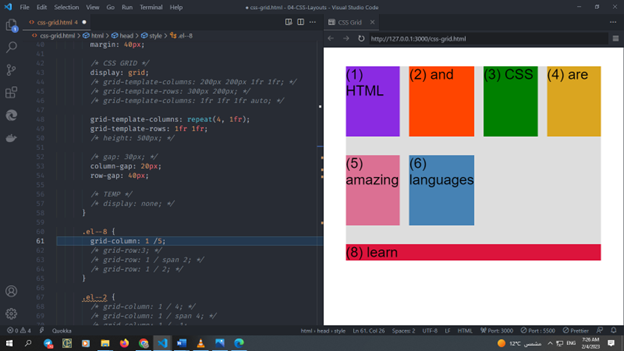 File Edit Selection View Go Run Terminal Help
css-grid.html - 04-CSS-Layouts - Visual Studio Code
css-grid.html 4
CSS Grid
css-grid.html > html > head > style > .el--8
http://127.0.0.1:3000/css-grid.html
40 margin: 40px;
41
42 /* CSS GRID */
43 display: grid;
44 /* grid-template-columns: 200px 200px 1fr 1fr; */
45 /* grid-template-rows: 300px 200px; */
46 /* grid-template-columns: 1fr 1fr 1fr auto; */
47
48 grid-template-columns: repeat(4, 1fr);
49 grid-template-rows: 1fr 1fr;
50 /* height: 500px; */
51
52 /* gap: 30px; */
53 column-gap: 20px;
54 row-gap: 40px;
55
56 /* TEMP */
57 /* display: none; */
58 }
59
60 .el--8 {
61 grid-column: 1 /5;
62 /* grid-row:3; */
63 /* grid-row: 1 / span 2; */
64 /* grid-row: 1 / 2; */
65 }
66
67 .el--2 {
68 /* grid-column: 1 / 4; */
69 /* grid-column: 1 / span 4; */
(1) HTML
(2) and
(3) CSS
(4) are
(5) amazing
(6) languages
(8) learn
0 4 Quokka
html > head > style Ln 61, Col 26 Spaces: 2 UTF-8 LF HTML Port: 3000 Port : 5500 Prettier
12°C مشمس ENG 7:26 AM
2/4/2023